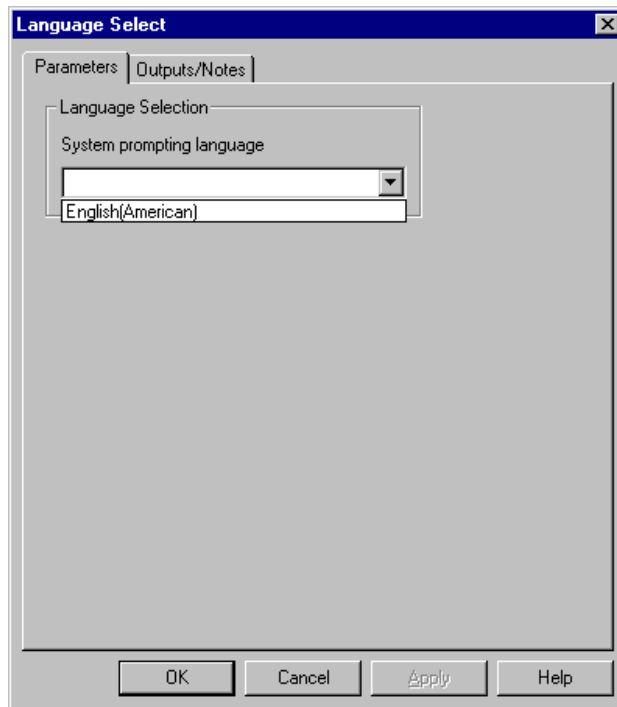 Language Select
Parameters Outputs/Notes
Language Selection
System prompting language
English(American)
OK Cancel Apply Help